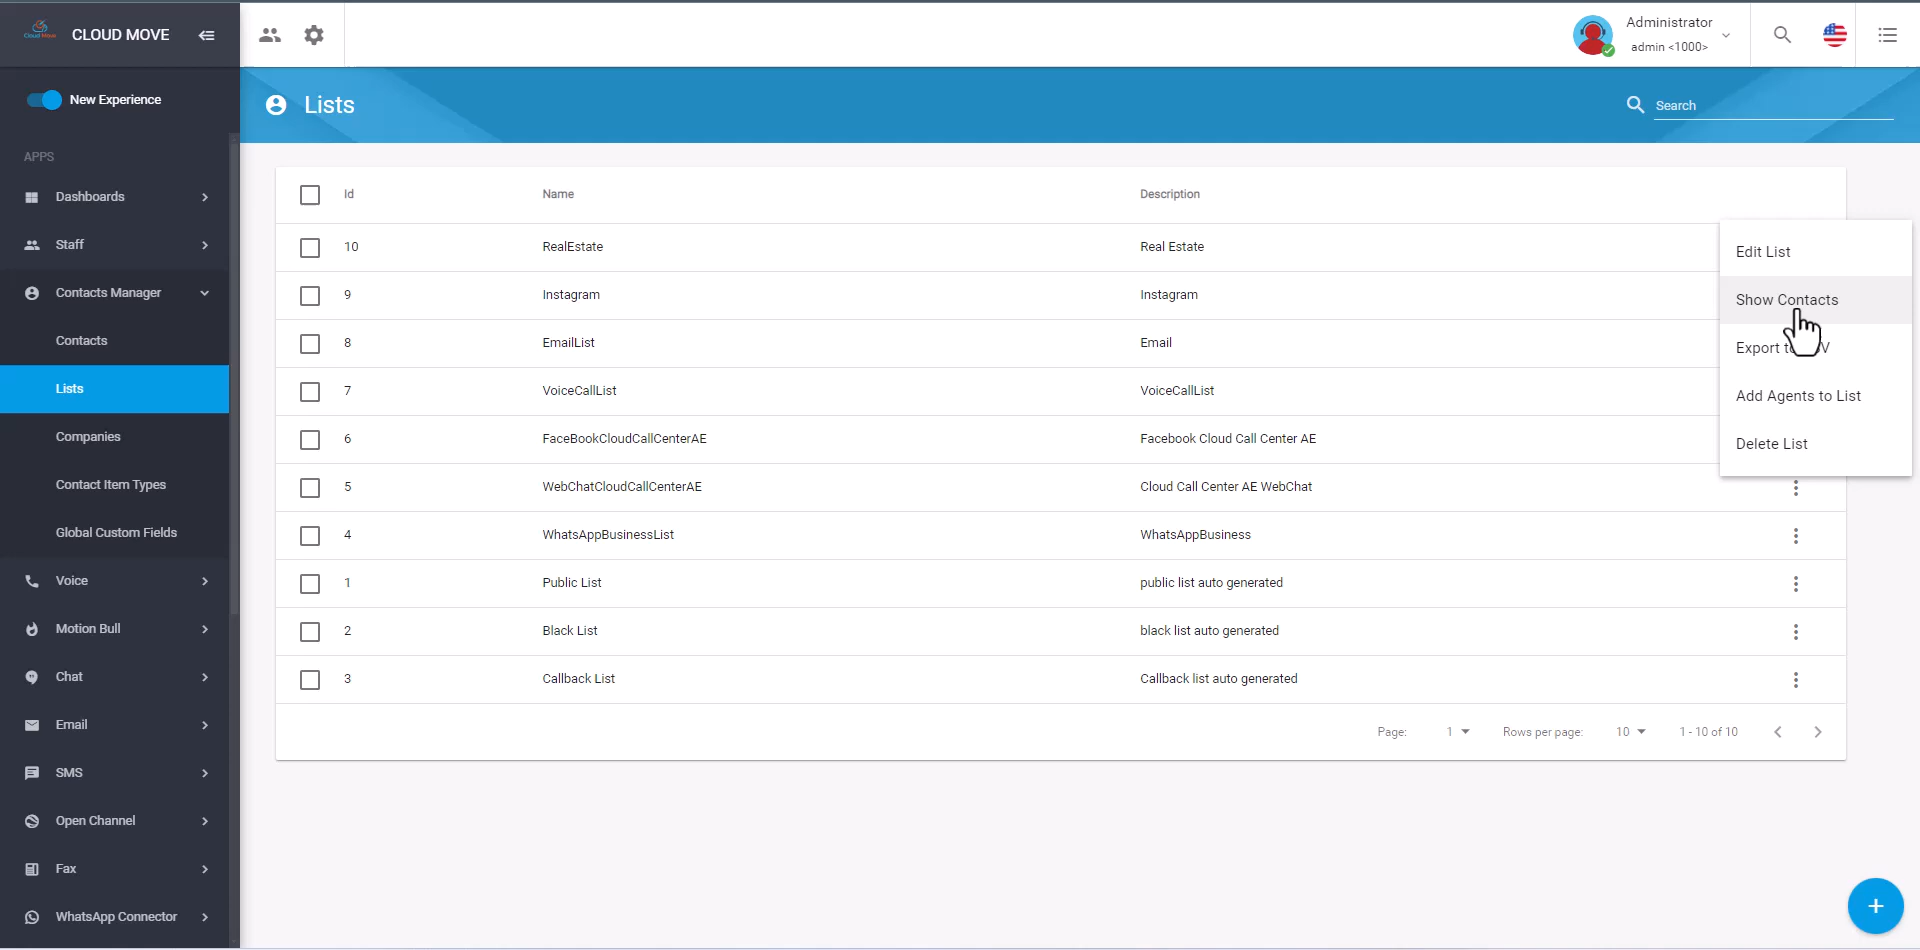 CLOUD MOVE
Administrator
admin <1000>
New Experience
Lists
Search
APPS
Dashboards
Staff
Contacts Manager
Contacts
Lists
Companies
Contact Item Types
Global Custom Fields
Voice
Motion Bull
Chat
Email
SMS
Open Channel
Fax
WhatsApp Connector
Id Name Description
10 RealEstate Real Estate
9 Instagram Instagram
8 EmailList Email
7 VoiceCallList VoiceCallList
6 FaceBookCloudCallCenterAE Facebook Cloud Call Center AE
5 WebChatCloudCallCenterAE Cloud Call Center AE WebChat
4 WhatsAppBusinessList WhatsAppBusiness
1 Public List public list auto generated
2 Black List black list auto generated
3 Callback List Callback list auto generated
Edit List
Show Contacts
Export
Add Agents to List
Delete List
Page: 1 Rows per page: 10 1 - 10 of 10